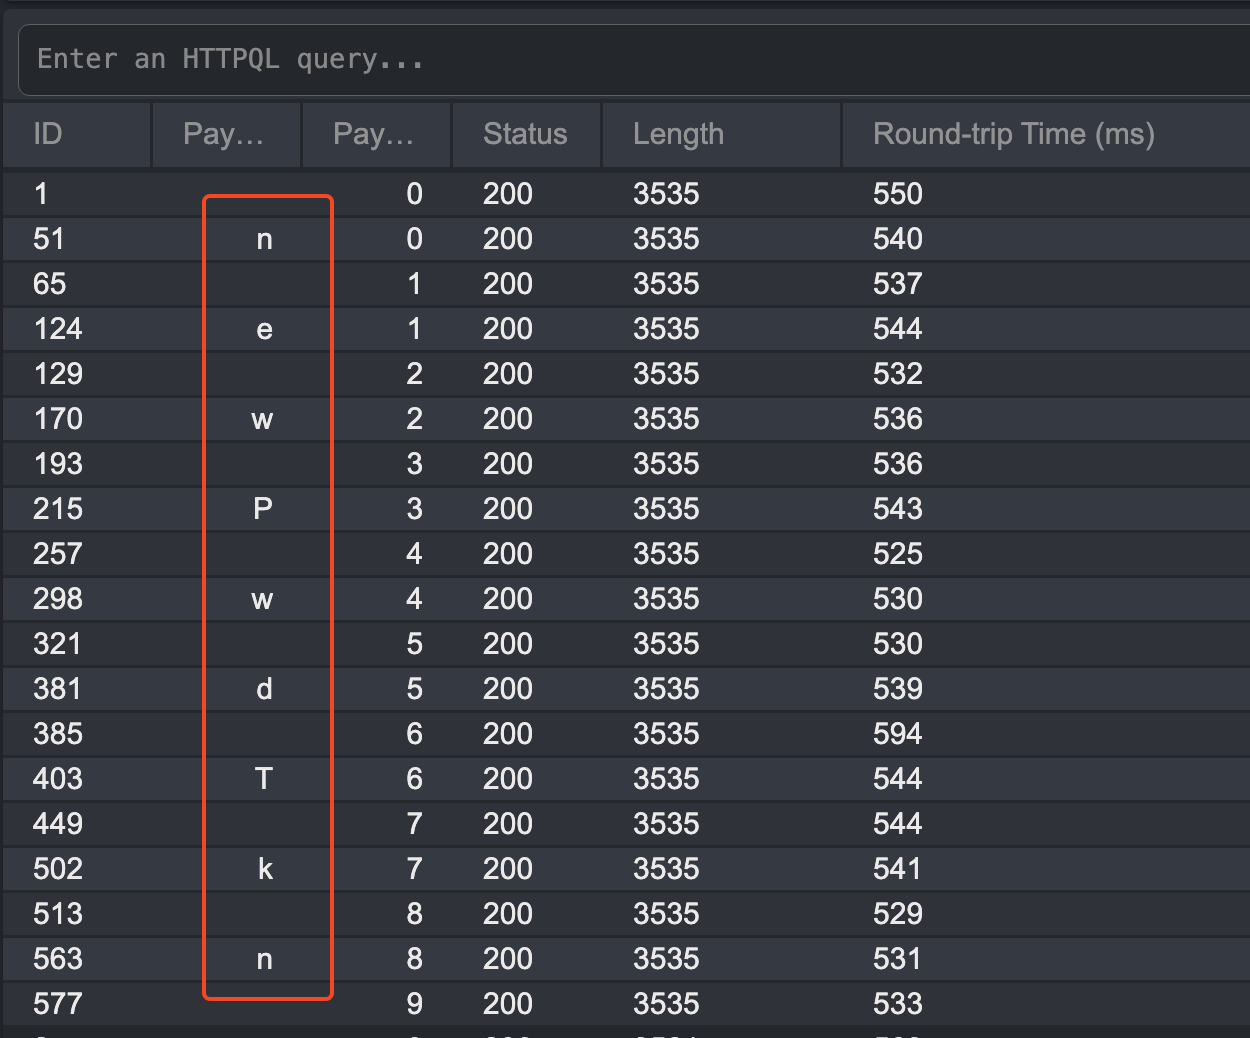 Enter an HTTPQL query...
ID Pay... Pay... Status Length Round-trip Time (ms)
1 0 200 3535 550
51 n 0 200 3535 540
65 1 200 3535 537
124 e 1 200 3535 544
129 2 200 3535 532
170 w 2 200 3535 536
193 3 200 3535 536
215 P 3 200 3535 543
257 4 200 3535 525
298 w 4 200 3535 530
321 5 200 3535 530
381 d 5 200 3535 539
385 6 200 3535 594
403 T 6 200 3535 544
449 7 200 3535 544
502 k 7 200 3535 541
513 8 200 3535 529
563 n 8 200 3535 531
577 9 200 3535 533